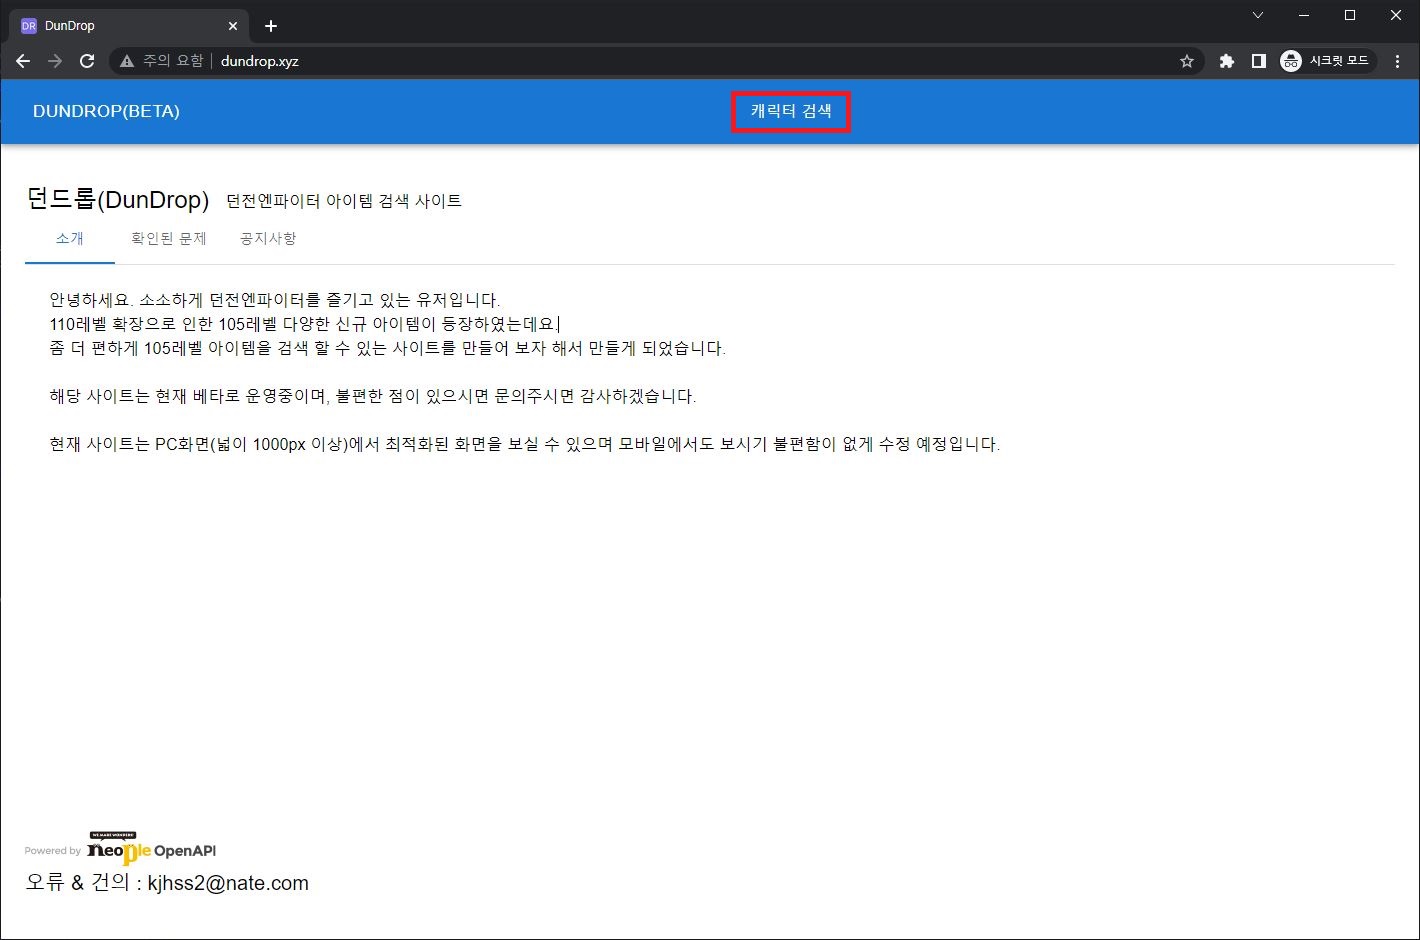 DR DunDrop
주의 요함 dundrop.xyz 시크릿 모드
DUNDROP(BETA) 캐릭터 검색
던드롭(DunDrop) 던전엔파이터 아이템 검색 사이트
소개 확인된 문제 공지사항
안녕하세요. 소소하게 던전엔파이터를 즐기고 있는 유저입니다.
110레벨 확장으로 인한 105레벨 다양한 신규 아이템이 등장하였는데요.
좀 더 편하게 105레벨 아이템을 검색 할 수 있는 사이트를 만들어 보자 해서 만들게 되었습니다.
해당 사이트는 현재 베타로 운영중이며, 불편한 점이 있으시면 문의주시면 감사하겠습니다.
현재 사이트는 PC화면(넓이 1000px 이상)에서 최적화된 화면을 보실 수 있으며 모바일에서도 보시기 불편함이 없게 수정 예정입니다.
WE MAKE WONDERS!
Powered by neople OpenAPI
오류 & 건의 : kjhss2@nate.com